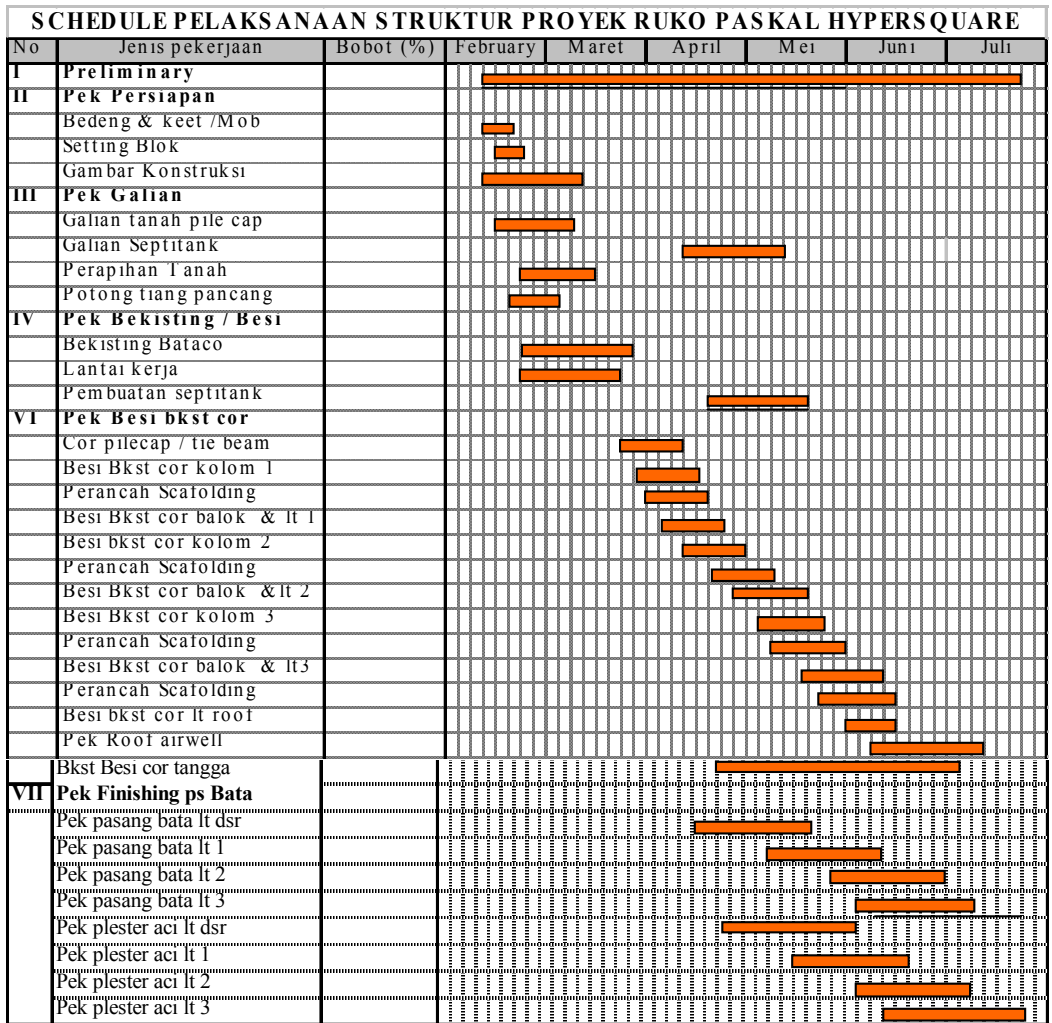 SCHEDULE PELAKSANAAN STRUKTUR PROYEK RUKO PASKAL HYPERSQUARE
No Jenis pekerjaan Bobot (%) February Maret April Mei Juni Juli
I Preliminary
II Pek Persiapan
Bedeng & keet /Mob
Setting Blok
Gambar Konstruksi
III Pek Galian
Galian tanah pile cap
Galian Septitank
Perapihan Tanah
Potong tiang pancang
IV Pek Bekisting / Besi
Bekisting Bataco
Lantai kerja
Pembuatan septitank
VI Pek Besi bkst cor
Cor pilecap / tie beam
Besi Bkst cor kolom 1
Perancah Scafolding
Besi Bkst cor balok & lt 1
Besi bkst cor kolom 2
Perancah Scafolding
Besi Bkst cor balok &lt 2
Besi Bkst cor kolom 3
Perancah Scafolding
Besi Bkst cor balok & lt3
Perancah Scafolding
Besi bkst cor lt roof
Pek Roof airwell
Bkst Besi cor tangga
VII Pek Finishing ps Bata
Pek pasang bata lt dsr
Pek pasang bata lt 1
Pek pasang bata lt 2
Pek pasang bata lt 3
Pek plester aci lt dsr
Pek plester aci lt 1
Pek plester aci lt 2
Pek plester aci lt 3